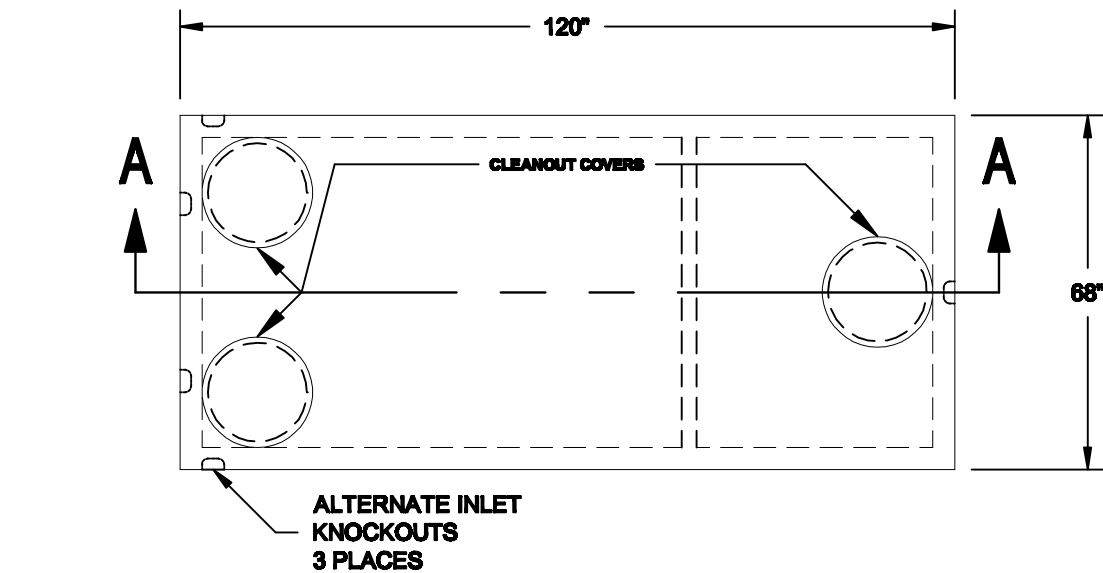 120"
A
A
CLEANOUT COVERS
68"
ALTERNATE INLET
KNOCKOUTS
3 PLACES